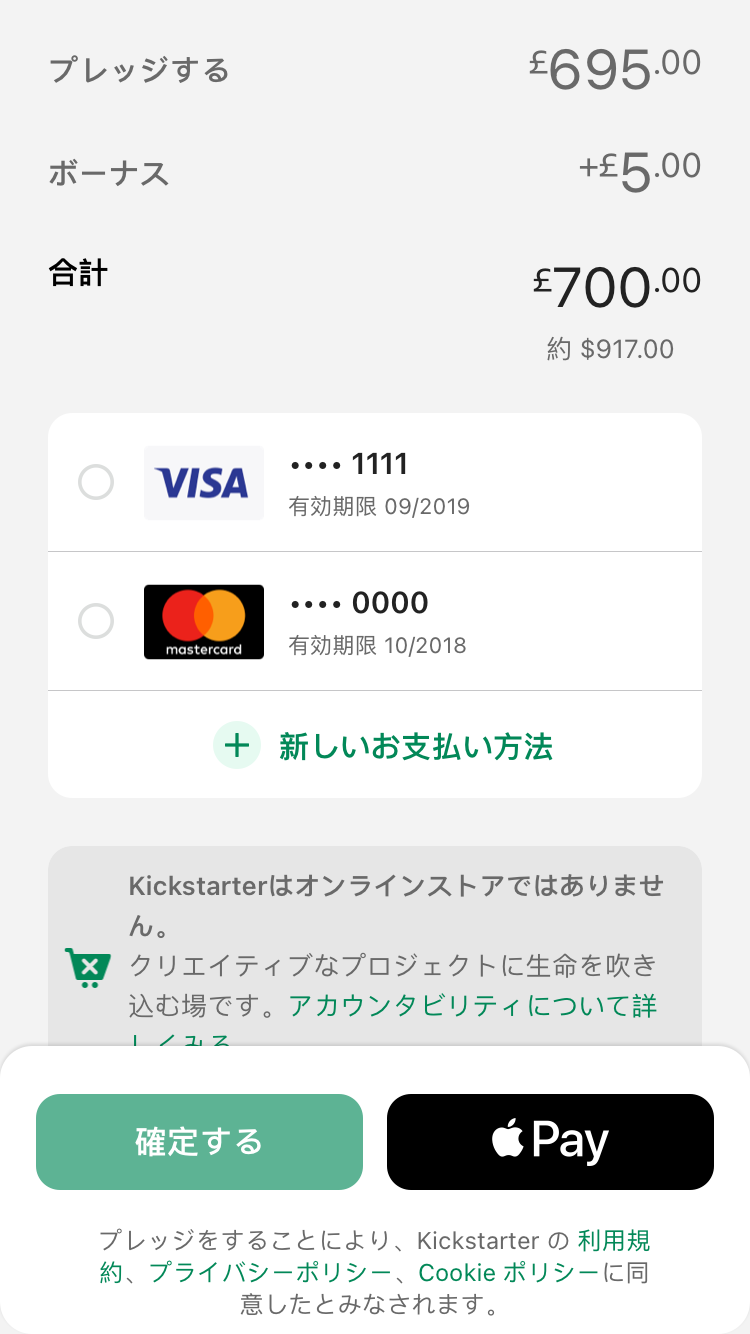 プレッジする £695.00
ボーナス +£5.00
合計 £700.00
約 $917.00
VISA •••• 1111
有効期限 09/2019
mastercard •••• 0000
有効期限 10/2018
+ 新しいお支払い方法
Kickstarterはオンラインストアではありませ
ん。
クリエイティブなプロジェクトに生命を吹き
込む場です。アカウンタビリティについて詳
しくみる
確定する Pay
プレッジをすることにより、Kickstarter の 利用規
約、プライバシーポリシー、Cookie ポリシーに同
意したとみなされます。